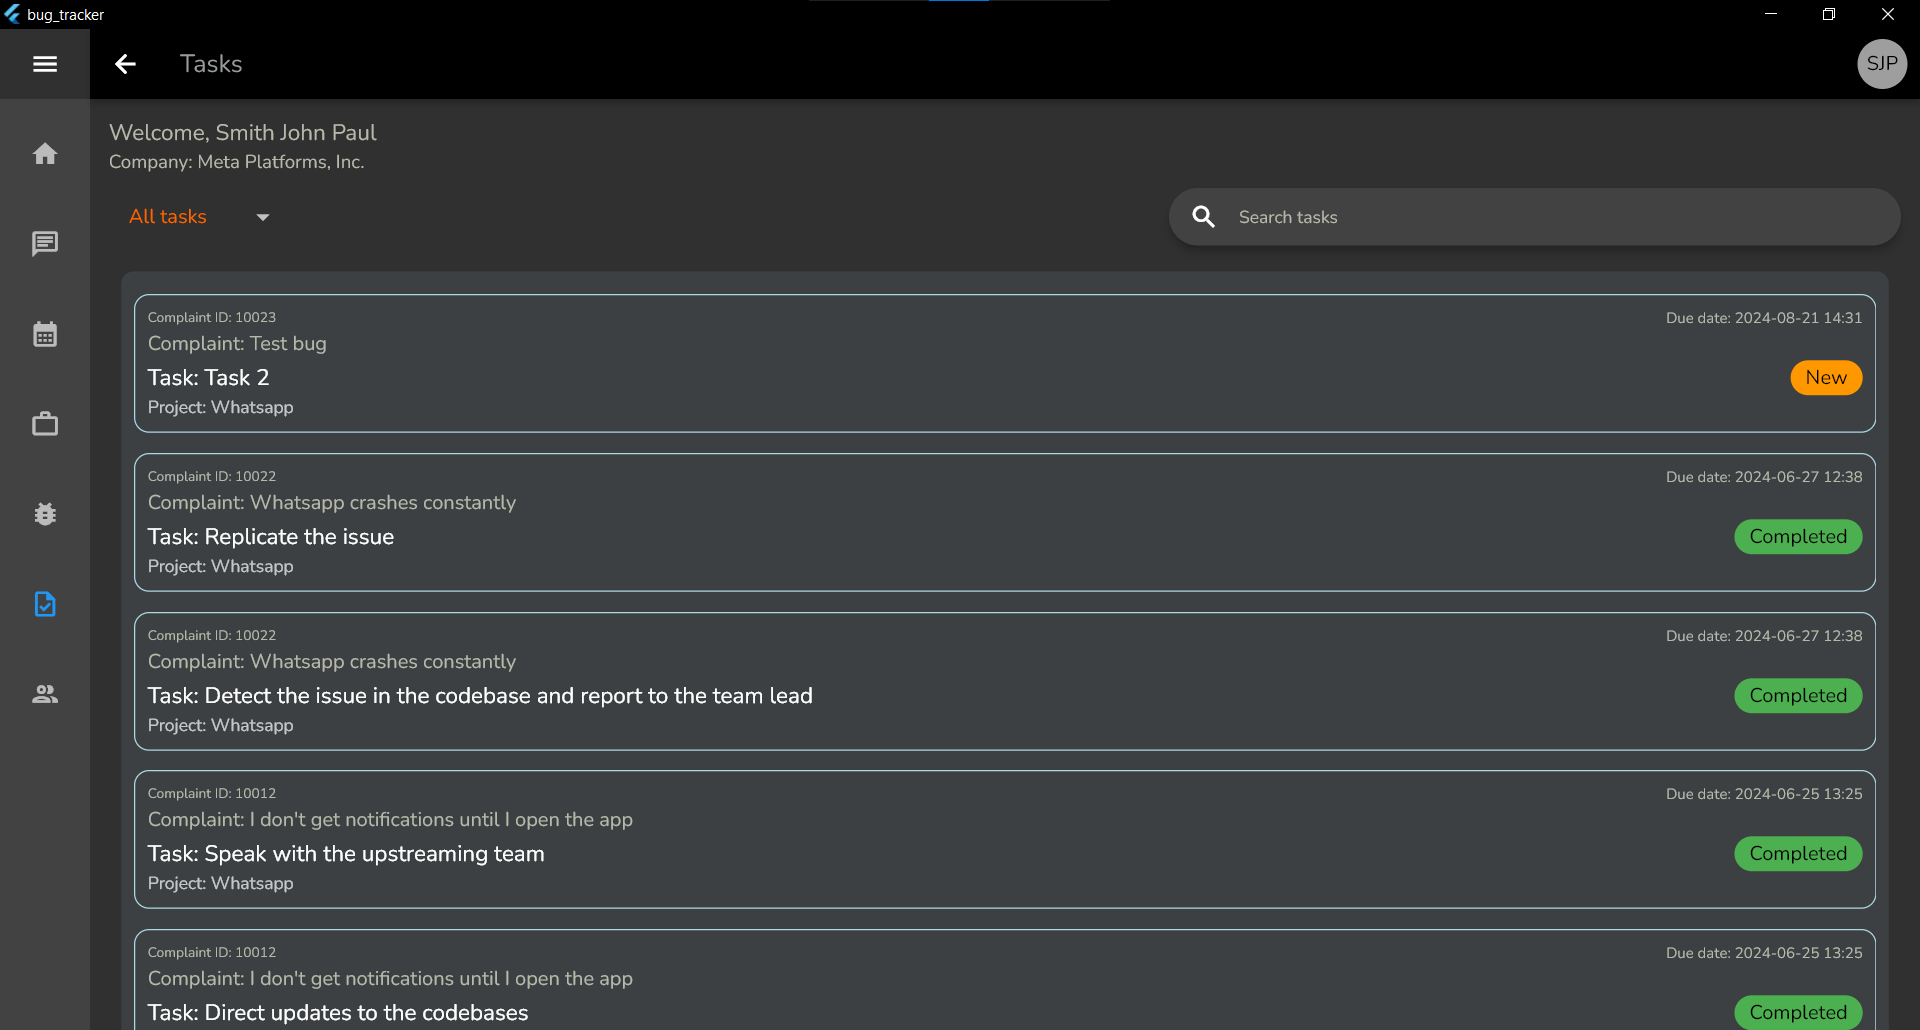 bug_tracker
Tasks
SJP
Welcome, Smith John Paul
Company: Meta Platforms, Inc.
All tasks
Search tasks
Complaint ID: 10023
Due date: 2024-08-21 14:31
Complaint: Test bug
Task: Task 2
New
Project: Whatsapp
Complaint ID: 10022
Due date: 2024-06-27 12:38
Complaint: Whatsapp crashes constantly
Task: Replicate the issue
Completed
Project: Whatsapp
Complaint ID: 10022
Due date: 2024-06-27 12:38
Complaint: Whatsapp crashes constantly
Task: Detect the issue in the codebase and report to the team lead
Completed
Project: Whatsapp
Complaint ID: 10012
Due date: 2024-06-25 13:25
Complaint: I don't get notifications until I open the app
Task: Speak with the upstreaming team
Completed
Project: Whatsapp
Complaint ID: 10012
Due date: 2024-06-25 13:25
Complaint: I don't get notifications until I open the app
Task: Direct updates to the codebases
Completed